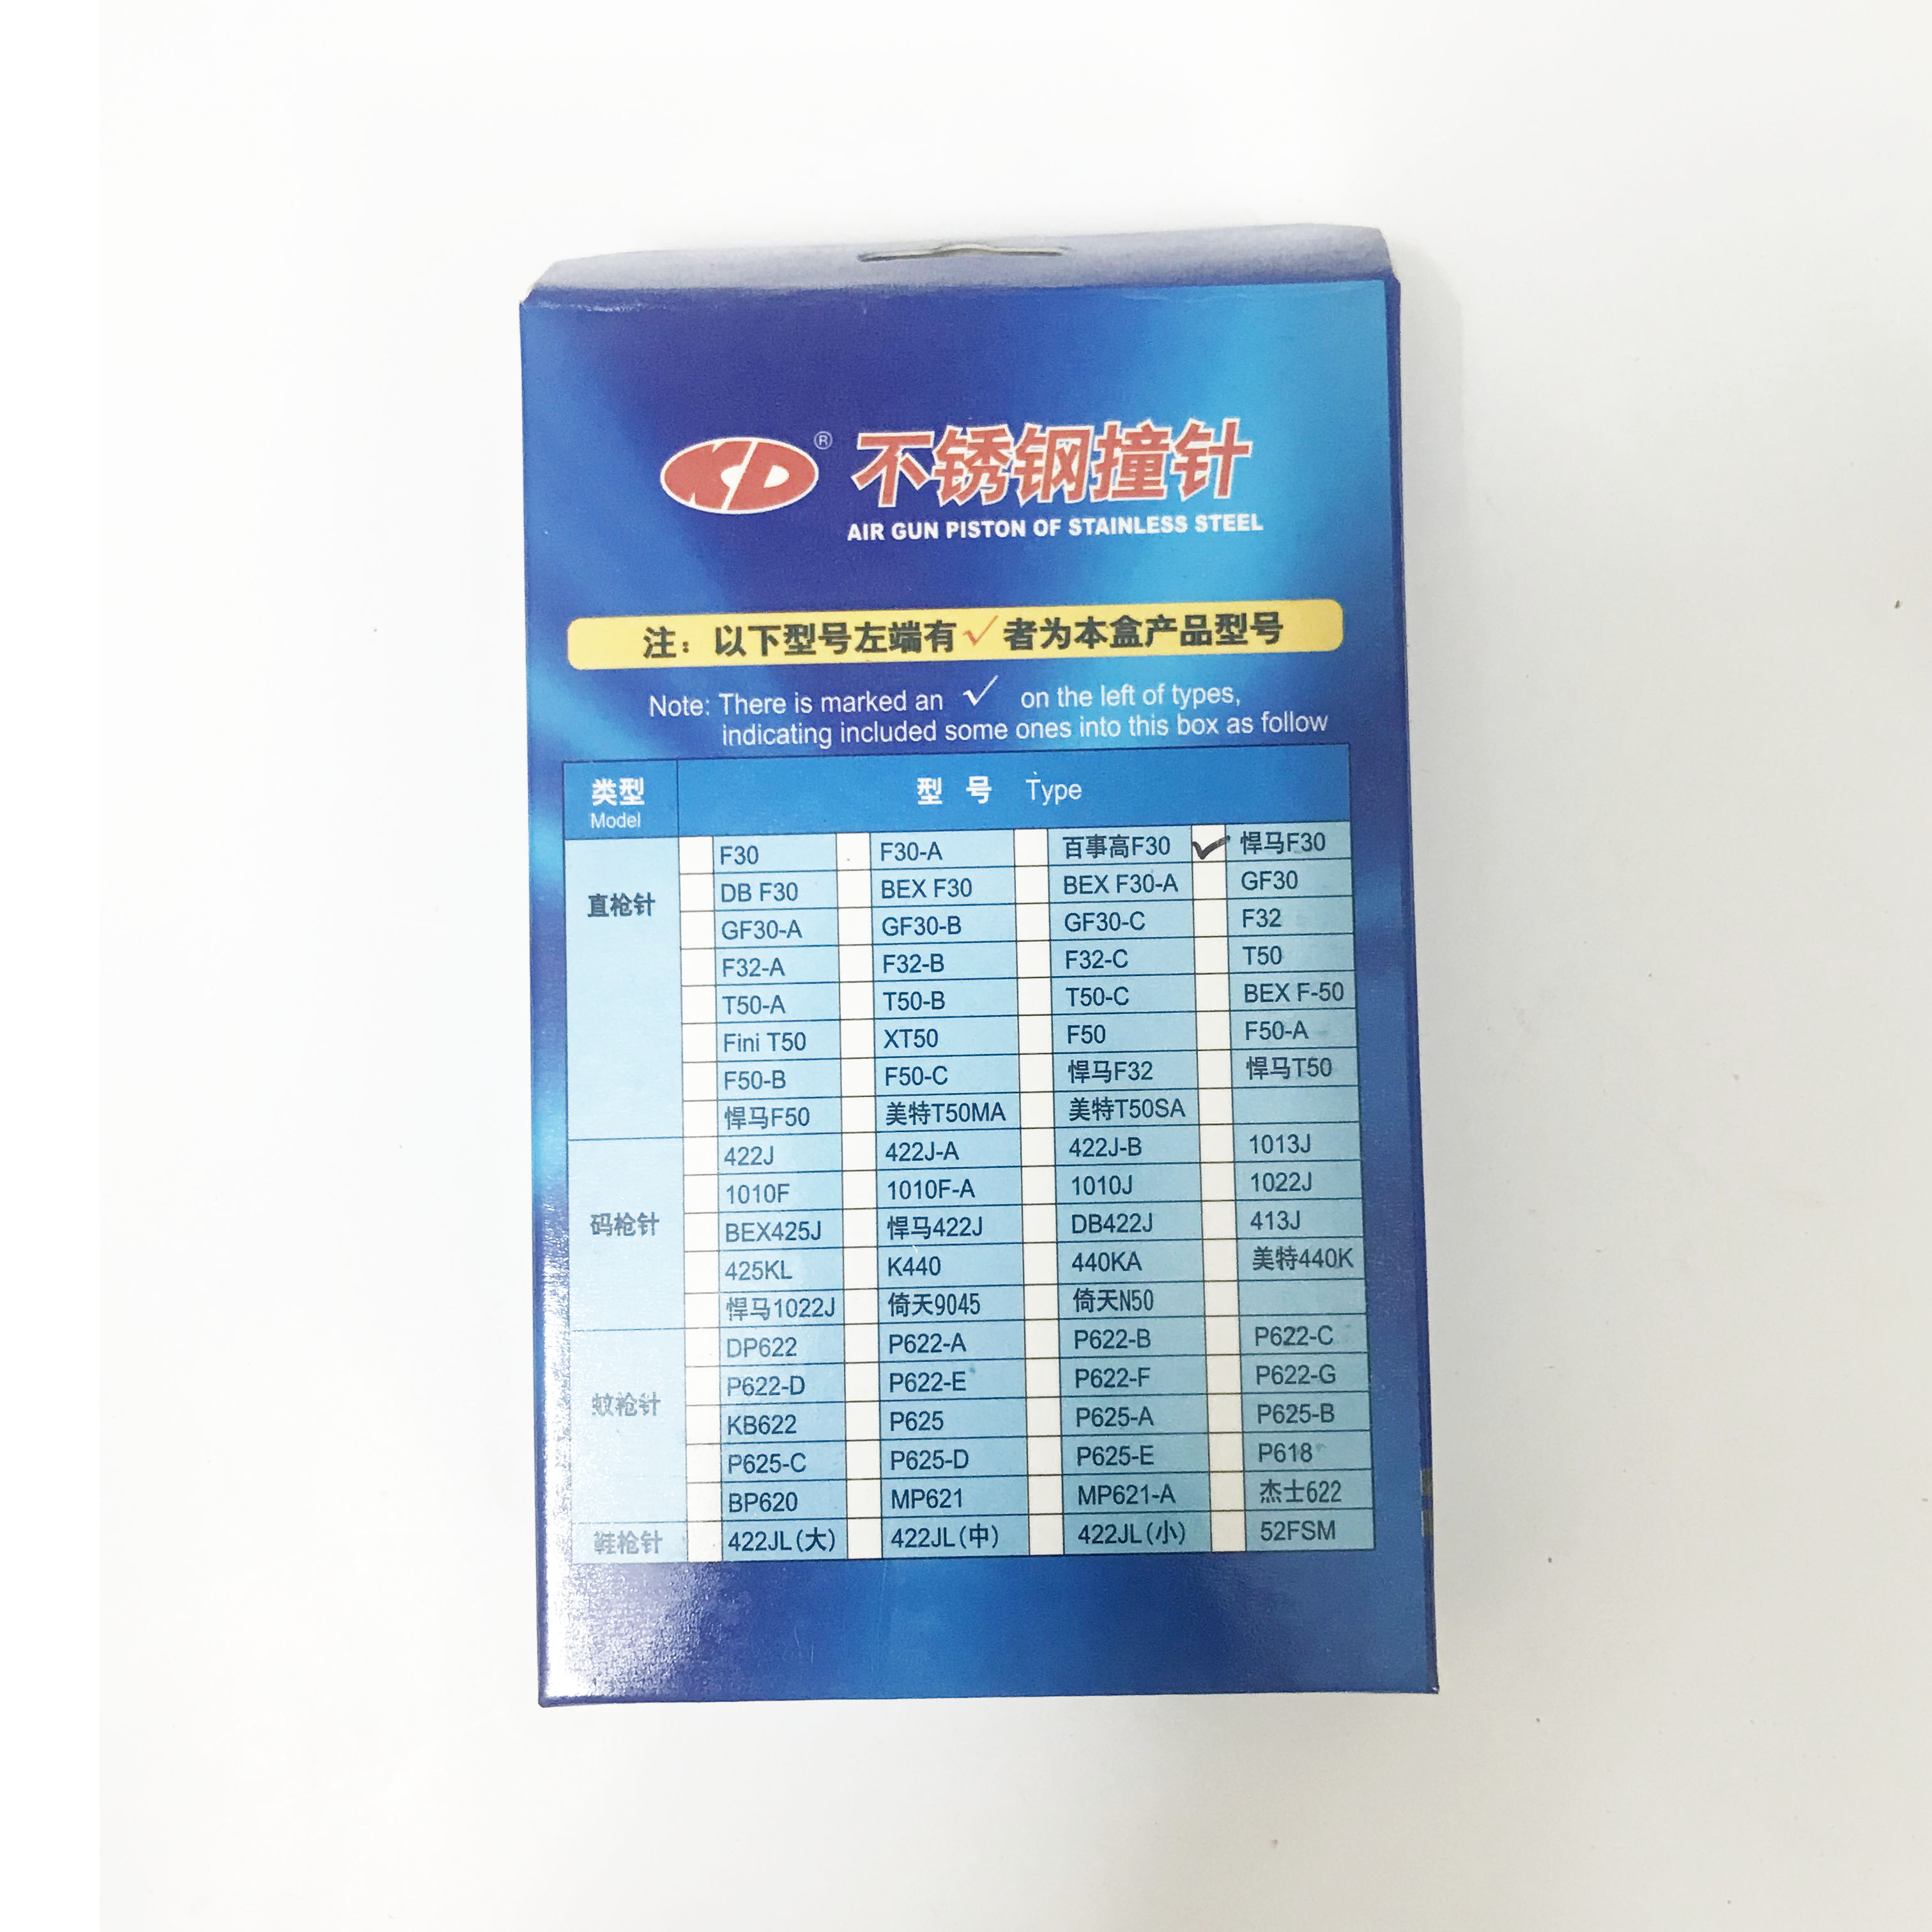 KD® 不锈钢撞针
AIR GUN PISTON OF STAINLESS STEEL
注：以下型号左端有✓者为本盒产品型号
Note: There is marked an ✓ on the left of types,
indicating included some ones into this box as follow
类型 型 号 Type
Model
F30 F30-A 百事高F30 ✓ 悍马F30
直枪针 DB F30 BEX F30 BEX F30-A GF30
GF30-A GF30-B GF30-C F32
F32-A F32-B F32-C T50
T50-A T50-B T50-C BEX F-50
Fini T50 XT50 F50 F50-A
F50-B F50-C 悍马F32 悍马T50
悍马F50 美特T50MA 美特T50SA
422J 422J-A 422J-B 1013J
1010F 1010F-A 1010J 1022J
码枪针 BEX425J 悍马422J DB422J 413J
425KL K440 440KA 美特440K
悍马1022J 倚天9045 倚天N50
DP622 P622-A P622-B P622-C
P622-D P622-E P622-F P622-G
蚊枪针 KB622 P625 P625-A P625-B
P625-C P625-D P625-E P618
BP620 MP621 MP621-A 杰士622
鞋枪针 422JL(大) 422JL(中) 422JL(小) 52FSM